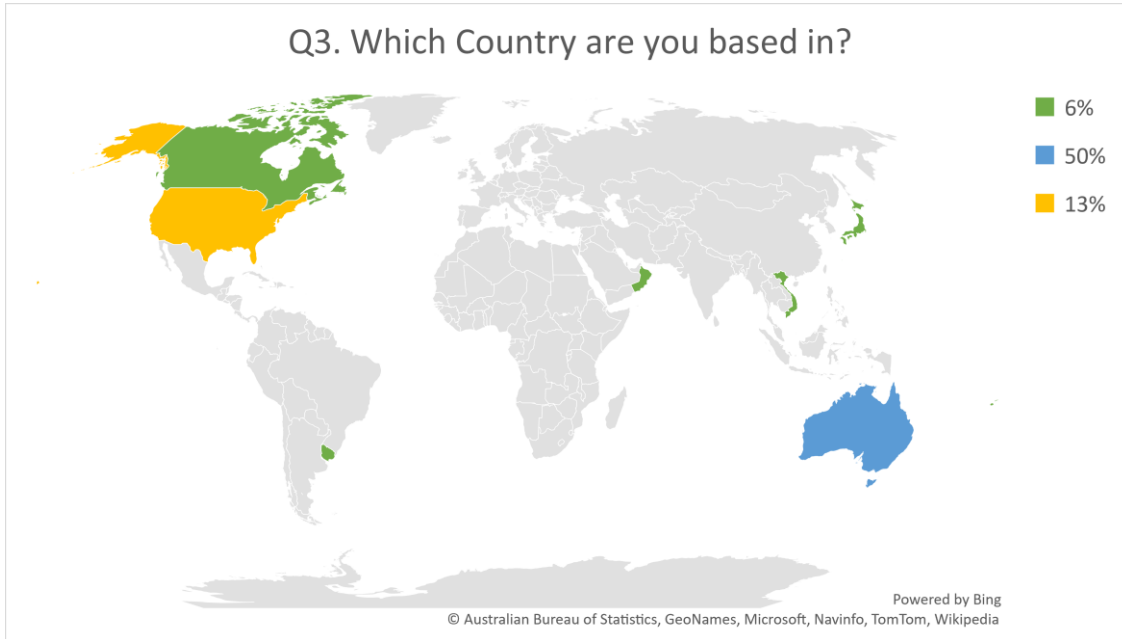 Q3. Which Country are you based in?
6%
50%
13%
Powered by Bing
© Australian Bureau of Statistics, GeoNames, Microsoft, Navinfo, TomTom, Wikipedia